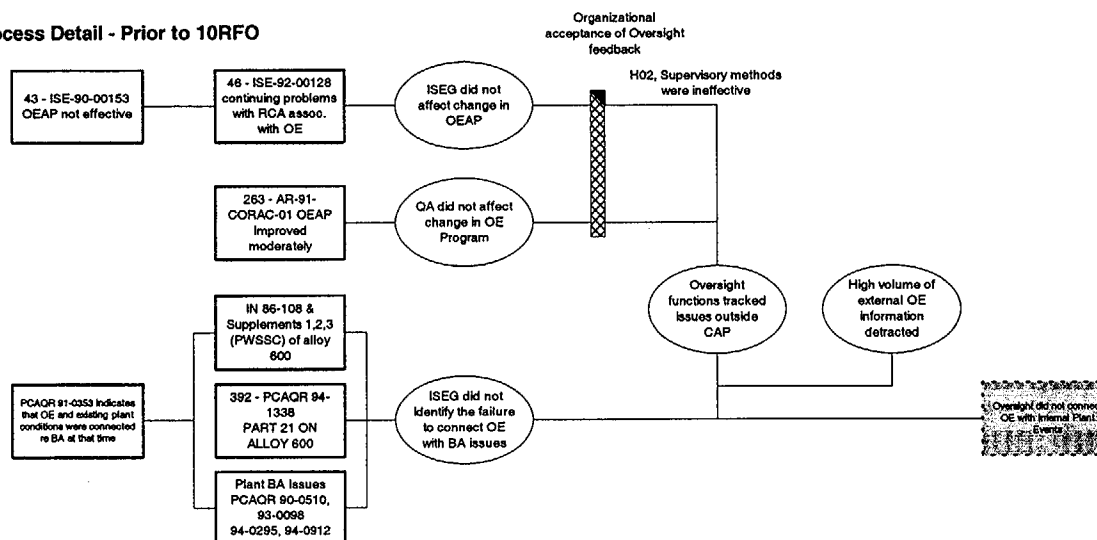 ocess Detail - Prior to 10RFO
Organizational
acceptance of Oversight
feedback
H02, Supervisory methods
were ineffective
43 - ISE-90-00153
OEAP not effective
46 - ISE-92-00128
continuing problems
with RCA assoc.
with OE
ISEG did not
affect change in
OEAP
263 - AR-91-
CORAC-01 OEAP
Improved
moderately
QA did not affect
change in OE
Program
Oversight
functions tracked
issues outside
CAP
High volume of
external OE
information
detracted
IN 86-108 &
Supplements 1,2,3
(PWSSC) of alloy
600
PCAQR 91-0353 indicates
that OE and existing plant
conditions were connected
re BA at that time
392 - PCAQR 94-
1338
PART 21 ON
ALLOY 600
ISEG did not
identify the failure
to connect OE
with BA issues
Oversight did not connec
OE with Internal Plant
Events
Plant BA Issues
PCAQR 90-0510,
93-0098
94-0295, 94-0912